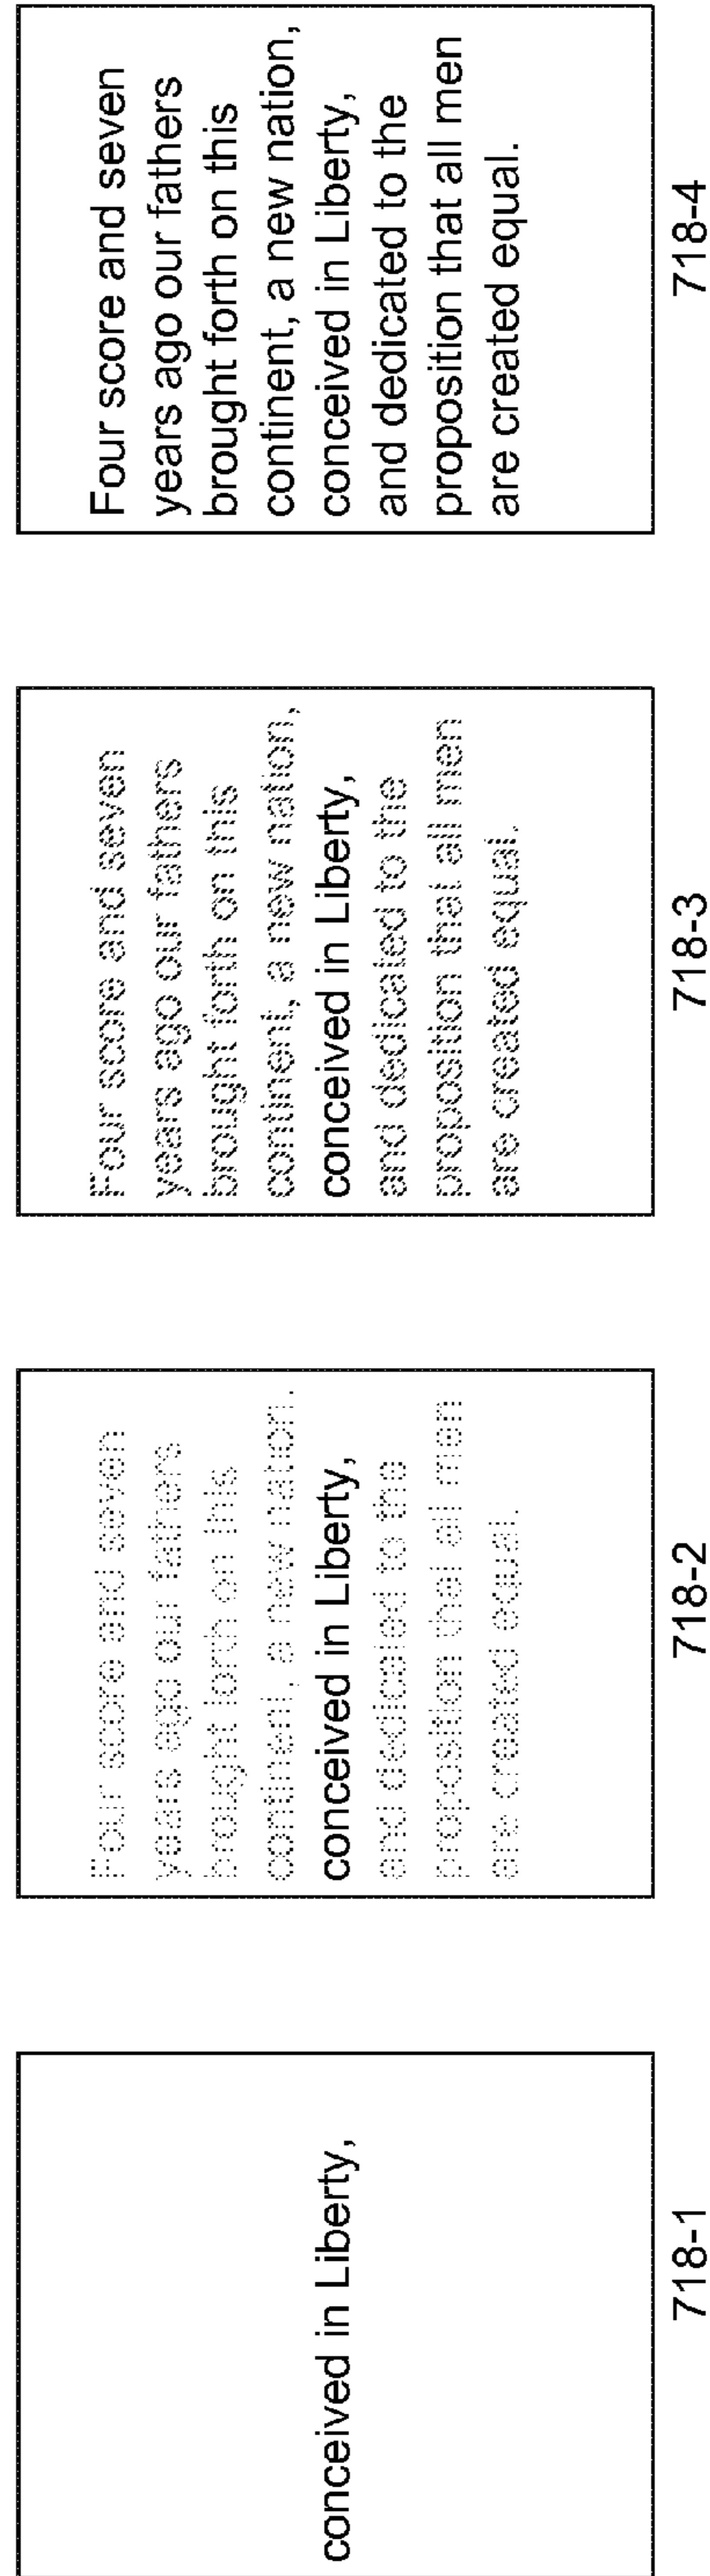 conceived in Liberty,
718-1
Four score and seven
years ago our fathers
brought forth on this
continent, a new nation,
conceived in Liberty,
and dedicated to the
proposition that all men
are created equal.
718-2
Four score and seven
years ago our fathers
brought forth on this
continent, a new nation,
conceived in Liberty,
and dedicated to the
proposition that all men
are created equal.
718-3
Four score and seven
years ago our fathers
brought forth on this
continent, a new nation,
conceived in Liberty,
and dedicated to the
proposition that all men
are created equal.
718-4